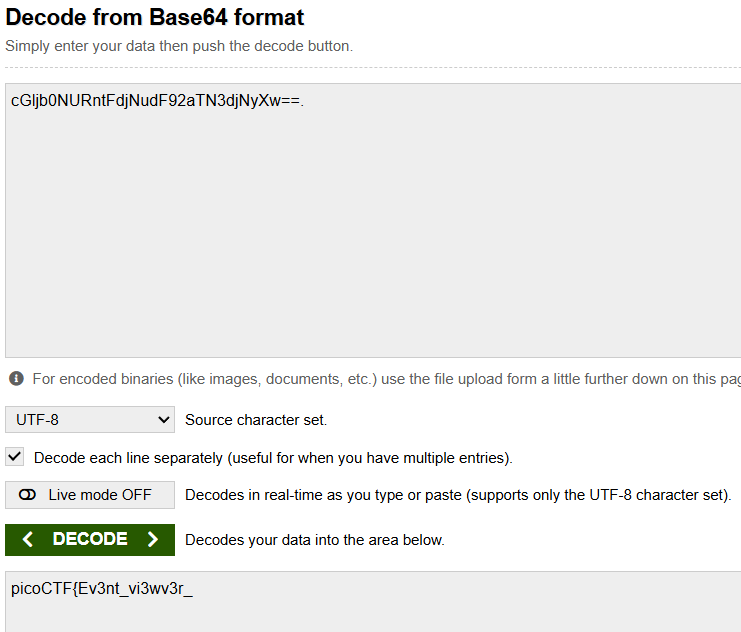 Decode from Base64 format
Simply enter your data then push the decode button.
cGljb0NURntFdjNudF92aTN3djNyXw==.
For encoded binaries (like images, documents, etc.) use the file upload form a little further down on this pag
UTF-8
Source character set.
Decode each line separately (useful for when you have multiple entries).
Live mode OFF
Decodes in real-time as you type or paste (supports only the UTF-8 character set).
< DECODE >
Decodes your data into the area below.
picoCTF{Ev3nt_vi3wv3r_